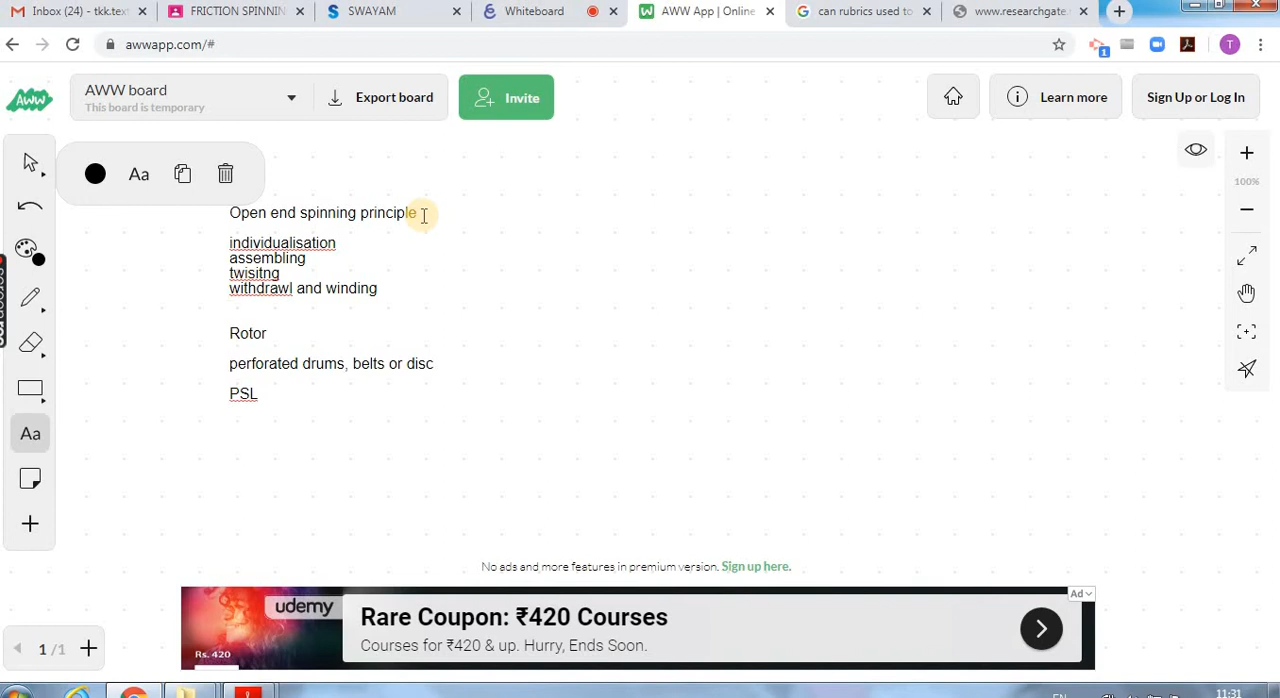 Inbox (24) - tkk.tex
FRICTION SPINNIN
SWAYAM
Whiteboard
AWW App | Online
can rubrics used to
www.researchgate.
awwapp.com/#
1
T
AWW
AWW board
This board is temporary
Export board
Invite
Learn more
Sign Up or Log In
Aa
100%
Open end spinning principle
individualisation
assembling
twisitng
withdrawl and winding
Rotor
perforated drums, belts or disc
PSL
Aa
No ads and more features in premium version. Sign up here.
udemy
Rs. 420
Rare Coupon: ₹420 Courses
Courses for ₹420 & up. Hurry, Ends Soon.
Ad
1 /1
EN
11:31